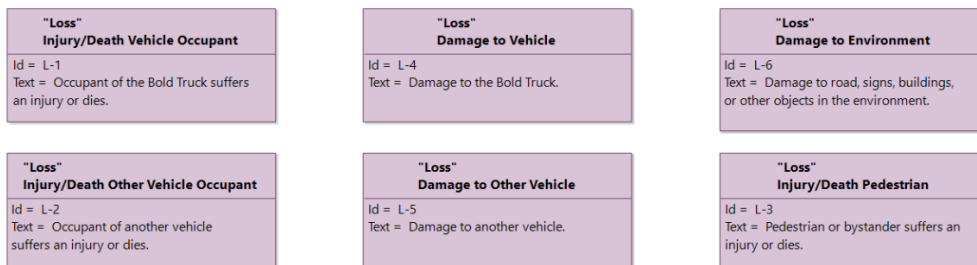 "Loss"
Injury/Death Vehicle Occupant
Id = L-1
Text = Occupant of the Bold Truck suffers
an injury or dies.
"Loss"
Damage to Vehicle
Id = L-4
Text = Damage to the Bold Truck.
"Loss"
Damage to Environment
Id = L-6
Text = Damage to road, signs, buildings,
or other objects in the environment.
"Loss"
Injury/Death Other Vehicle Occupant
Id = L-2
Text = Occupant of another vehicle
suffers an injury or dies.
"Loss"
Damage to Other Vehicle
Id = L-5
Text = Damage to another vehicle.
"Loss"
Injury/Death Pedestrian
Id = L-3
Text = Pedestrian or bystander suffers an
injury or dies.